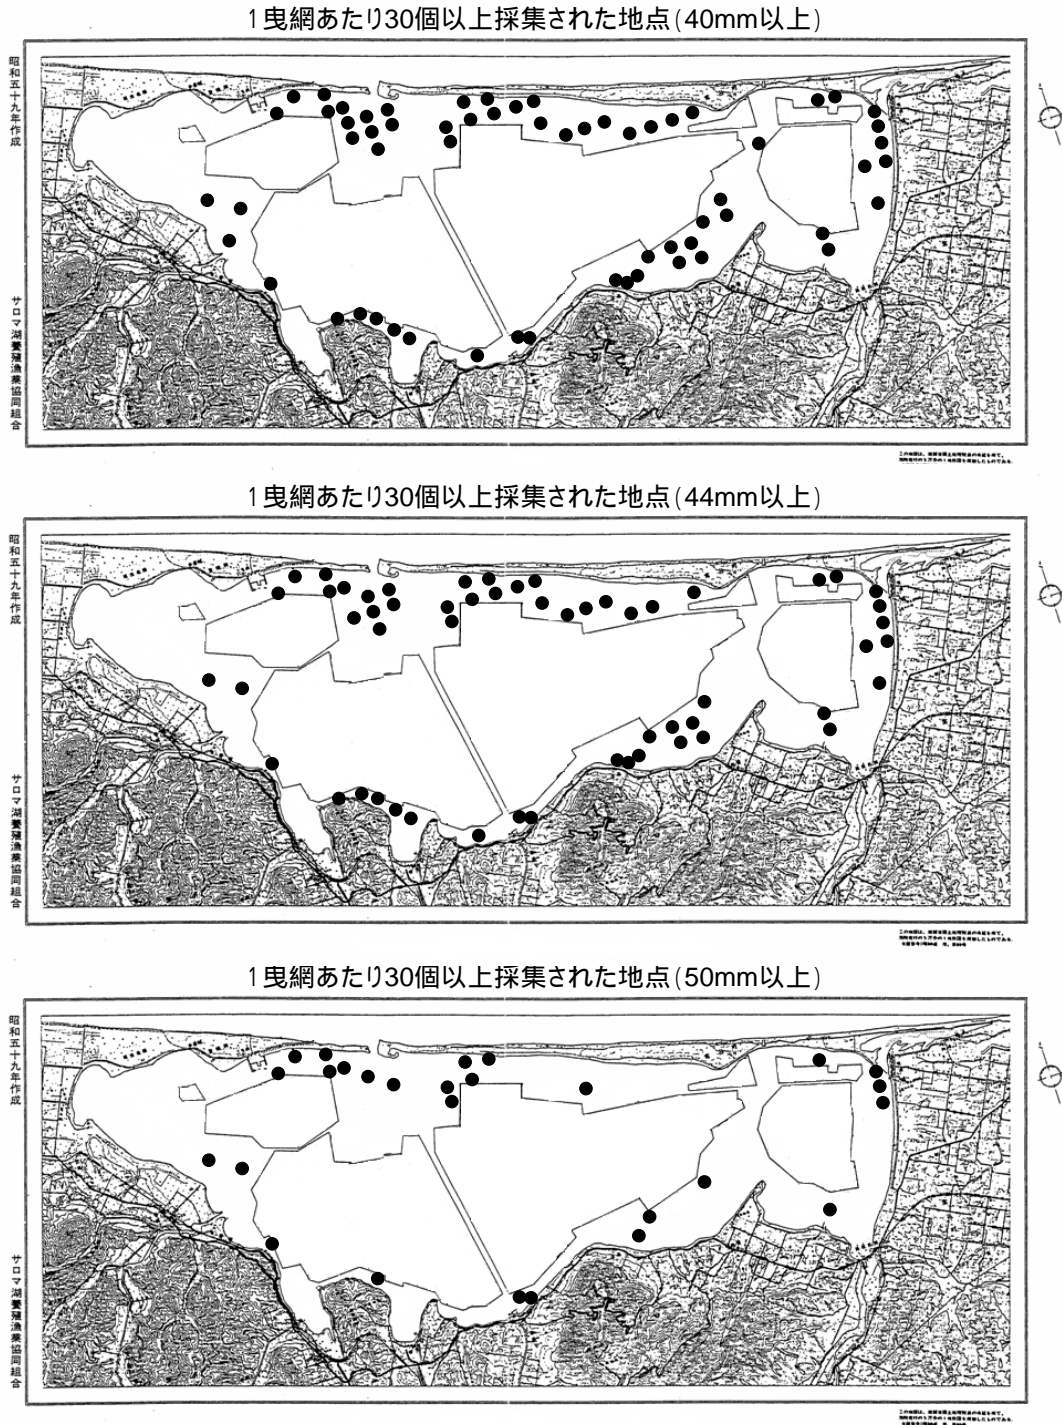 1曳網あたり30個以上採集された地点(40mm以上)
昭和五十九年作成
サロマ湖養殖漁業協同組合
1曳網あたり30個以上採集された地点(44mm以上)
昭和五十九年作成
サロマ湖養殖漁業協同組合
1曳網あたり30個以上採集された地点(50mm以上)
昭和五十九年作成
サロマ湖養殖漁業協同組合